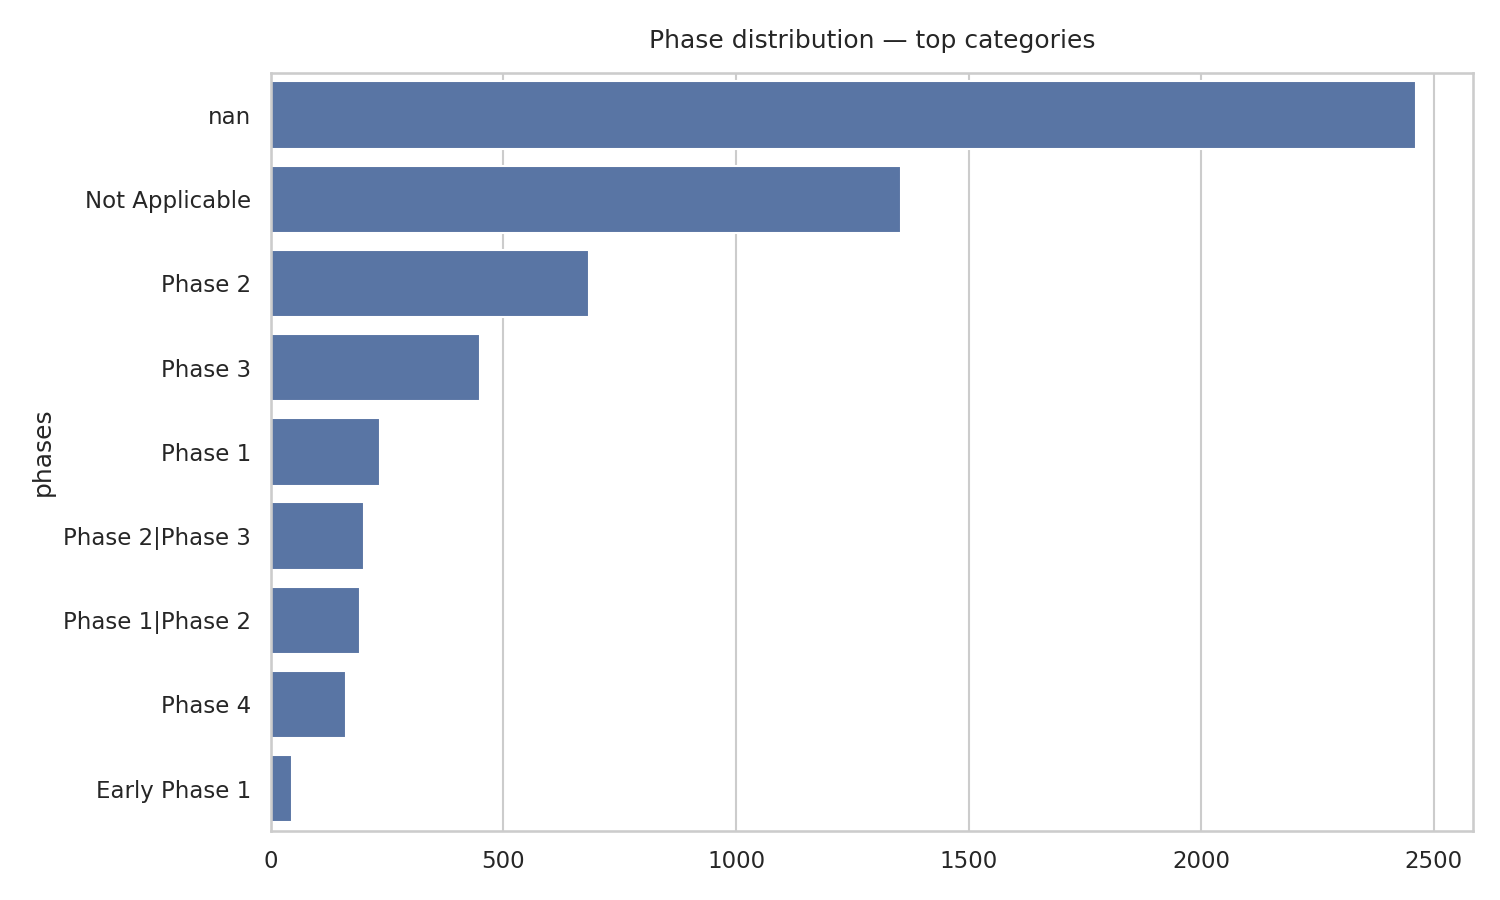 Phase distribution — top categories
nan
Not Applicable
Phase 2
Phase 3
Phase 1
Phase 2|Phase 3
Phase 1|Phase 2
Phase 4
Early Phase 1
phases
0 500 1000 1500 2000 2500